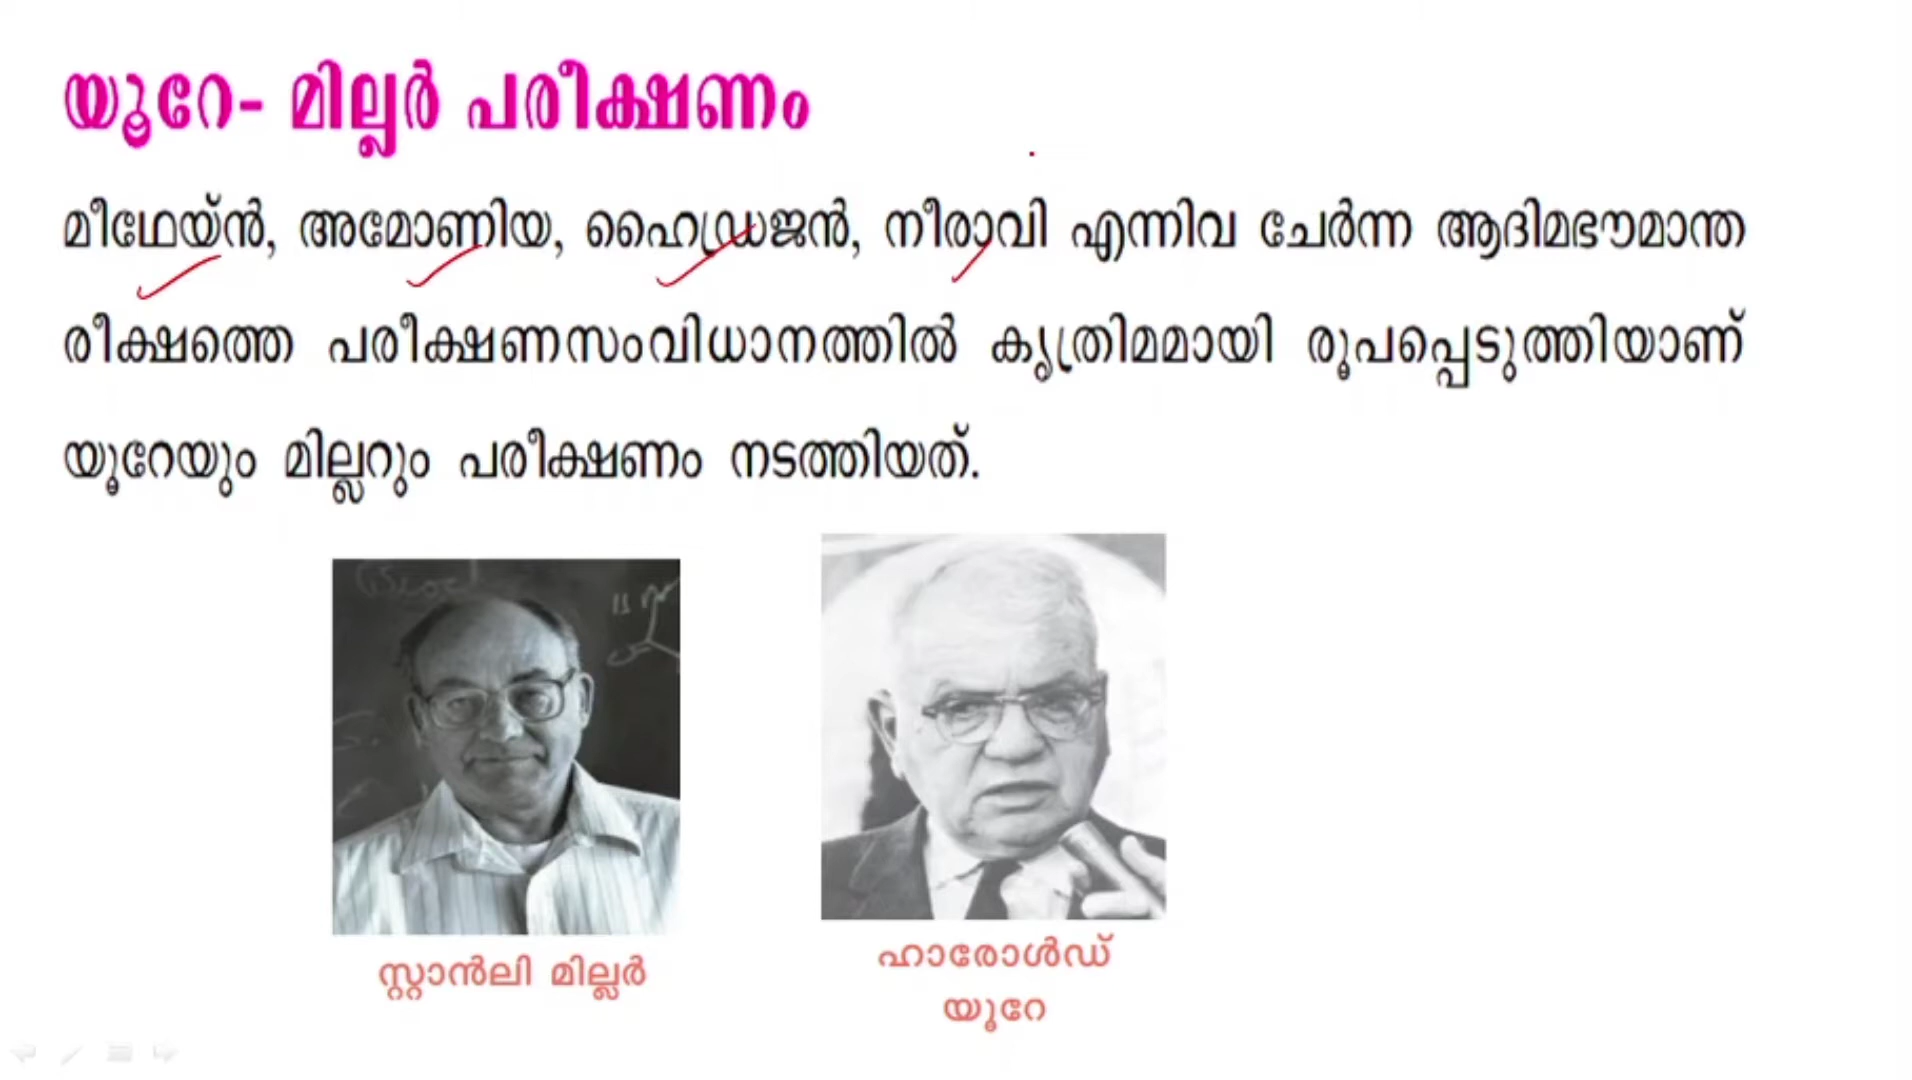 യൂറേ- മില്ലർ പരീക്ഷണം
മീഥേയ്ൻ, അമോണിയ, ഹൈഡ്രജൻ, നീരാവി എന്നിവ ചേർന്ന ആദിമഭൗമാന്ത
രീക്ഷത്തെ പരീക്ഷണസംവിധാനത്തിൽ കൃത്രിമമായി രൂപപ്പെടുത്തിയാണ്
യൂറേയും മില്ലറും പരീക്ഷണം നടത്തിയത്.
സ്റ്റാൻലി മില്ലർ
ഹാരോൾഡ്
യൂറേ